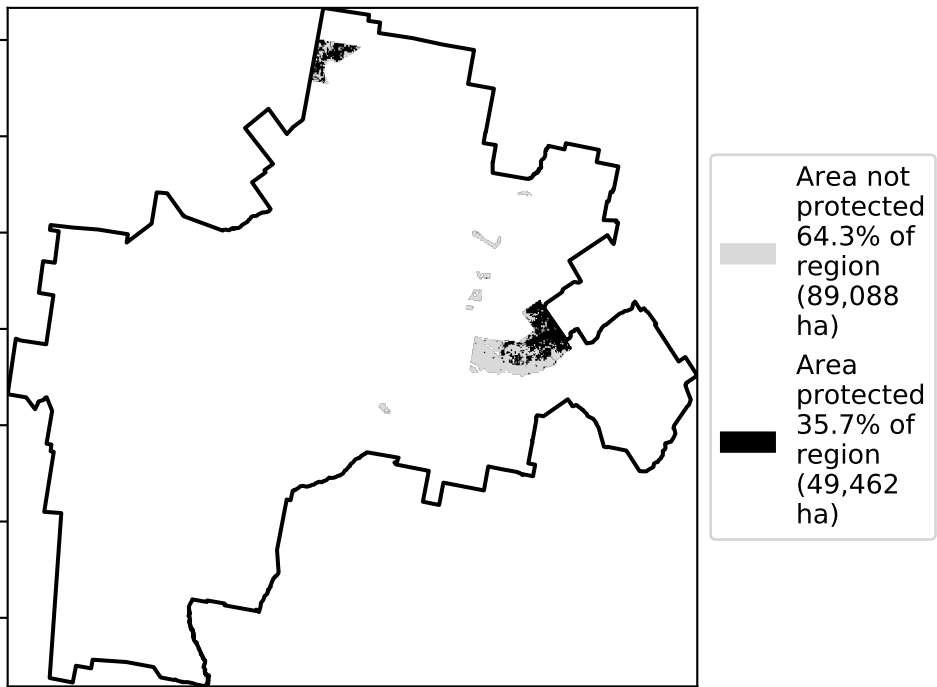 Area not
protected
64.3% of
region
(89,088
ha)
Area
protected
35.7% of
region
(49,462
ha)